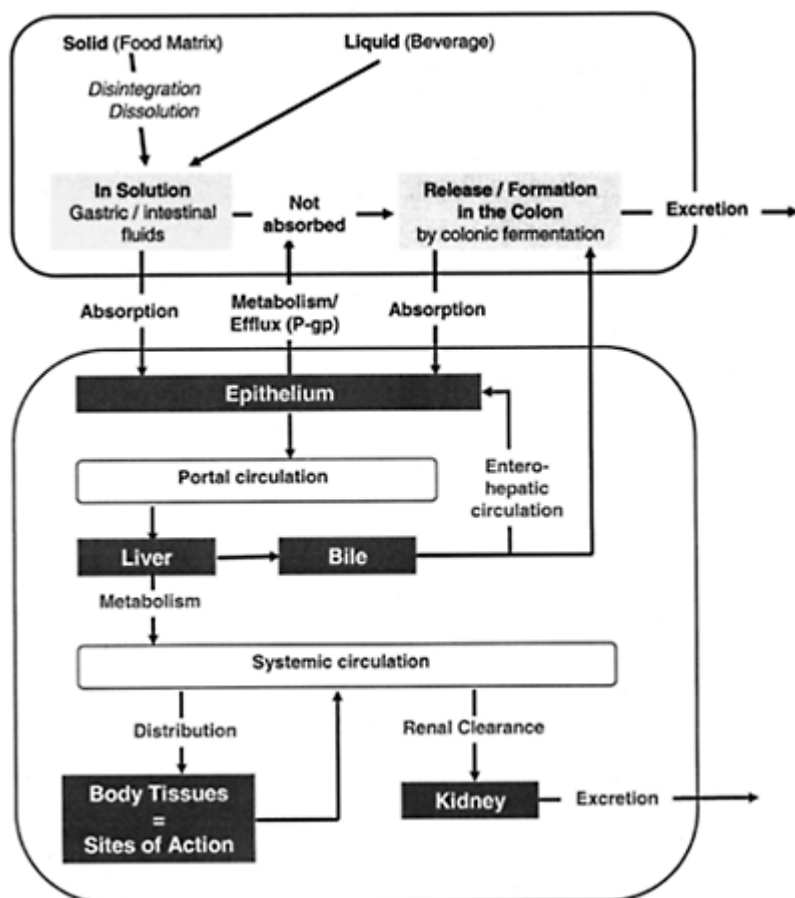 Solid (Food Matrix)
Liquid (Beverage)
Disintegration
Dissolution
In Solution
Gastric / intestinal
fluids
Not
absorbed
Release / Formation
in the Colon
by colonic fermentation
Excretion
Absorption
Metabolism/
Efflux (P-gp)
Absorption
Epithelium
Portal circulation
Entero-
hepatic
circulation
Liver
Bile
Metabolism
Systemic circulation
Distribution
Renal Clearance
Body Tissues
=
Sites of Action
Kidney
Excretion